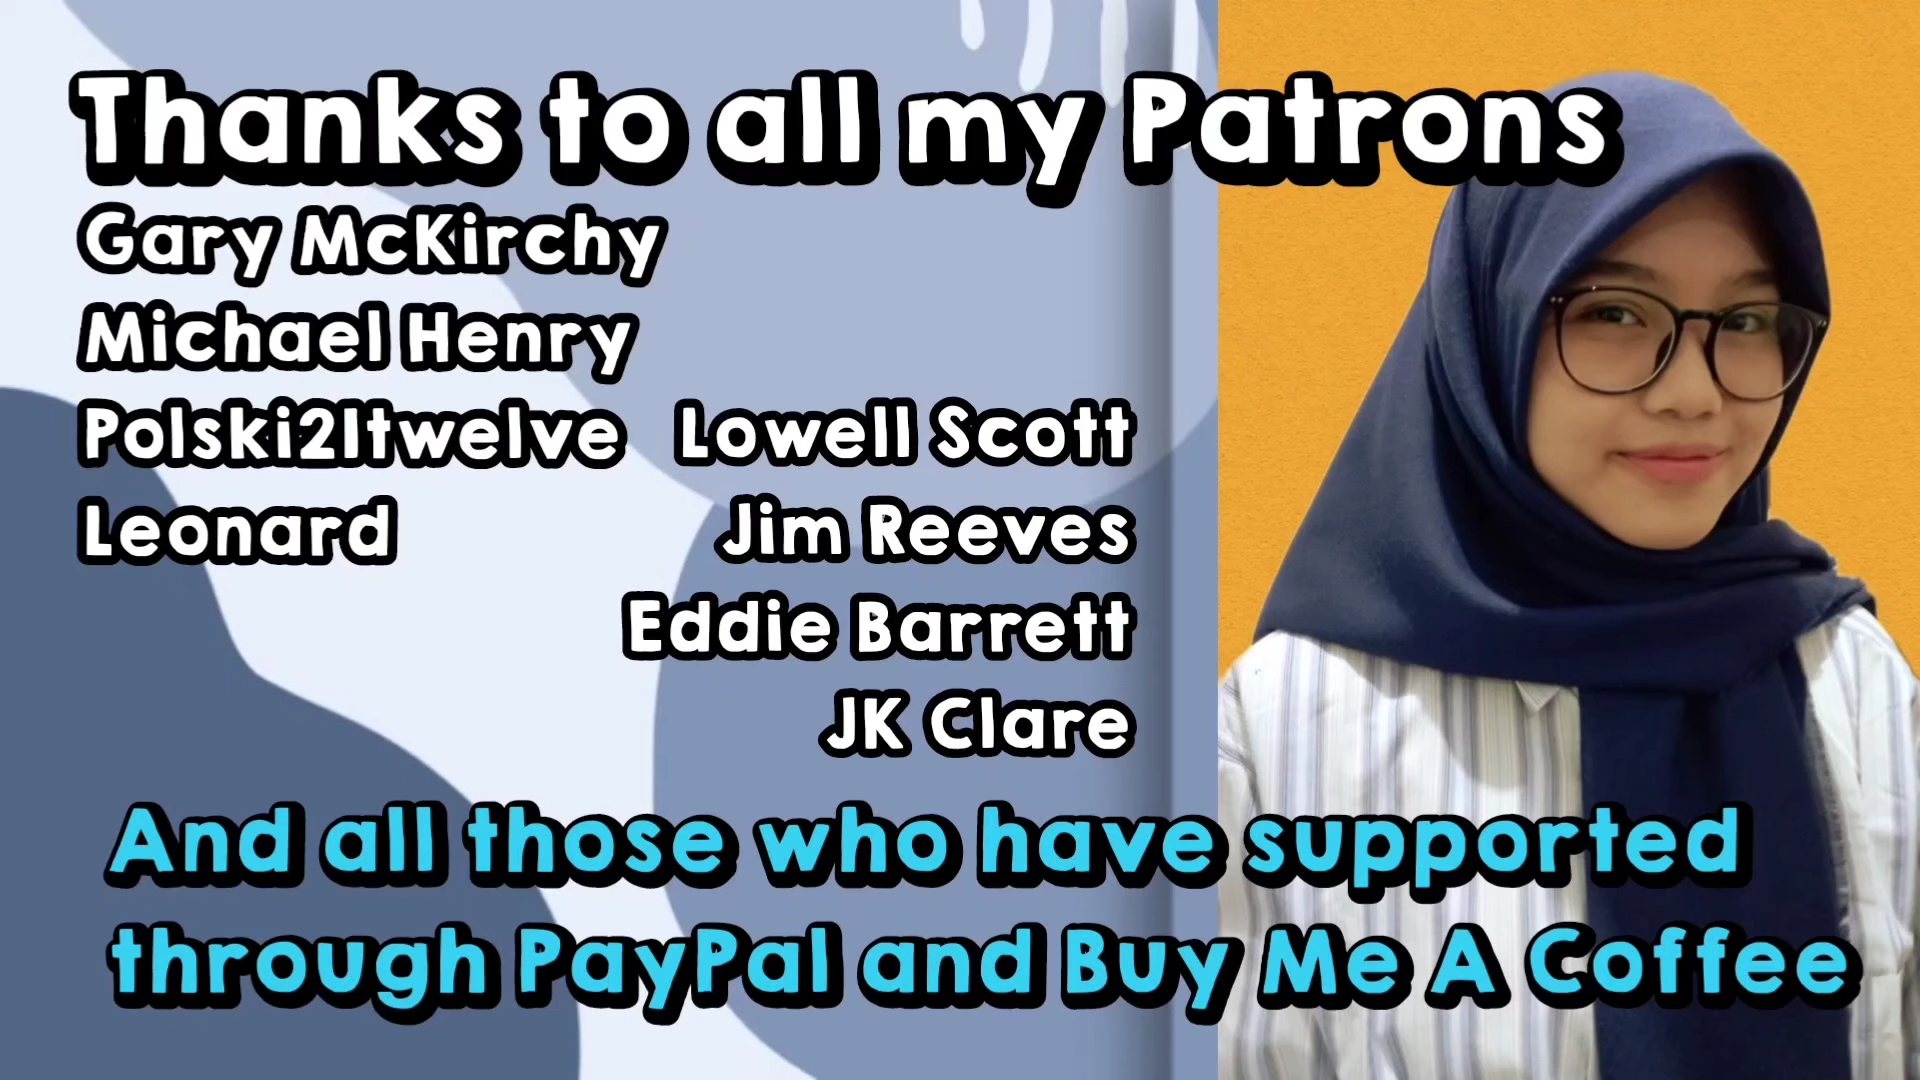 Thanks to all my Patrons
Gary McKirchy
Michael Henry
Polski21twelve
Leonard
Lowell Scott
Jim Reeves
Eddie Barrett
JK Clare
And all those who have supported
through PayPal and Buy Me A Coffee